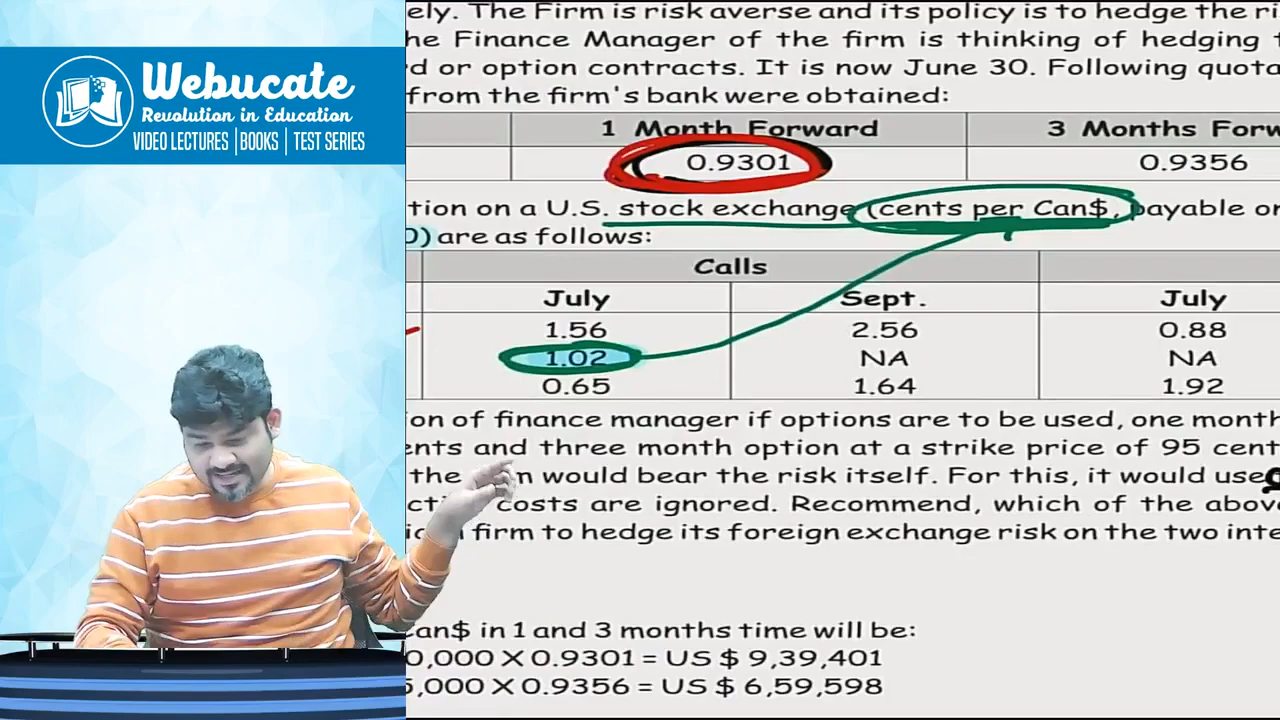 Webucate
Revolution in Education
VIDEO LECTURES | BOOKS | TEST SERIES
ely. The Firm is risk averse and its policy is to hedge the ri
he Finance Manager of the firm is thinking of hedging t
d or option contracts. It is now June 30. Following quota
from the firm's bank were obtained:
1 Month Forward 3 Months Forw
0.9301 0.9356
tion on a U.S. stock exchange (cents per Can$, payable or
D) are as follows:
Calls
July Sept. July
1.56 2.56 0.88
1.02 NA NA
0.65 1.64 1.92
on of finance manager if options are to be used, one month
ents and three month option at a strike price of 95 cent
the m would bear the risk itself. For this, it would use
cti costs are ignored. Recommend, which of the above
firm to hedge its foreign exchange risk on the two inte
Can$ in 1 and 3 months time will be:
0,000 X 0.9301 = US $ 9,39,401
5,000 X 0.9356 = US $ 6,59,598